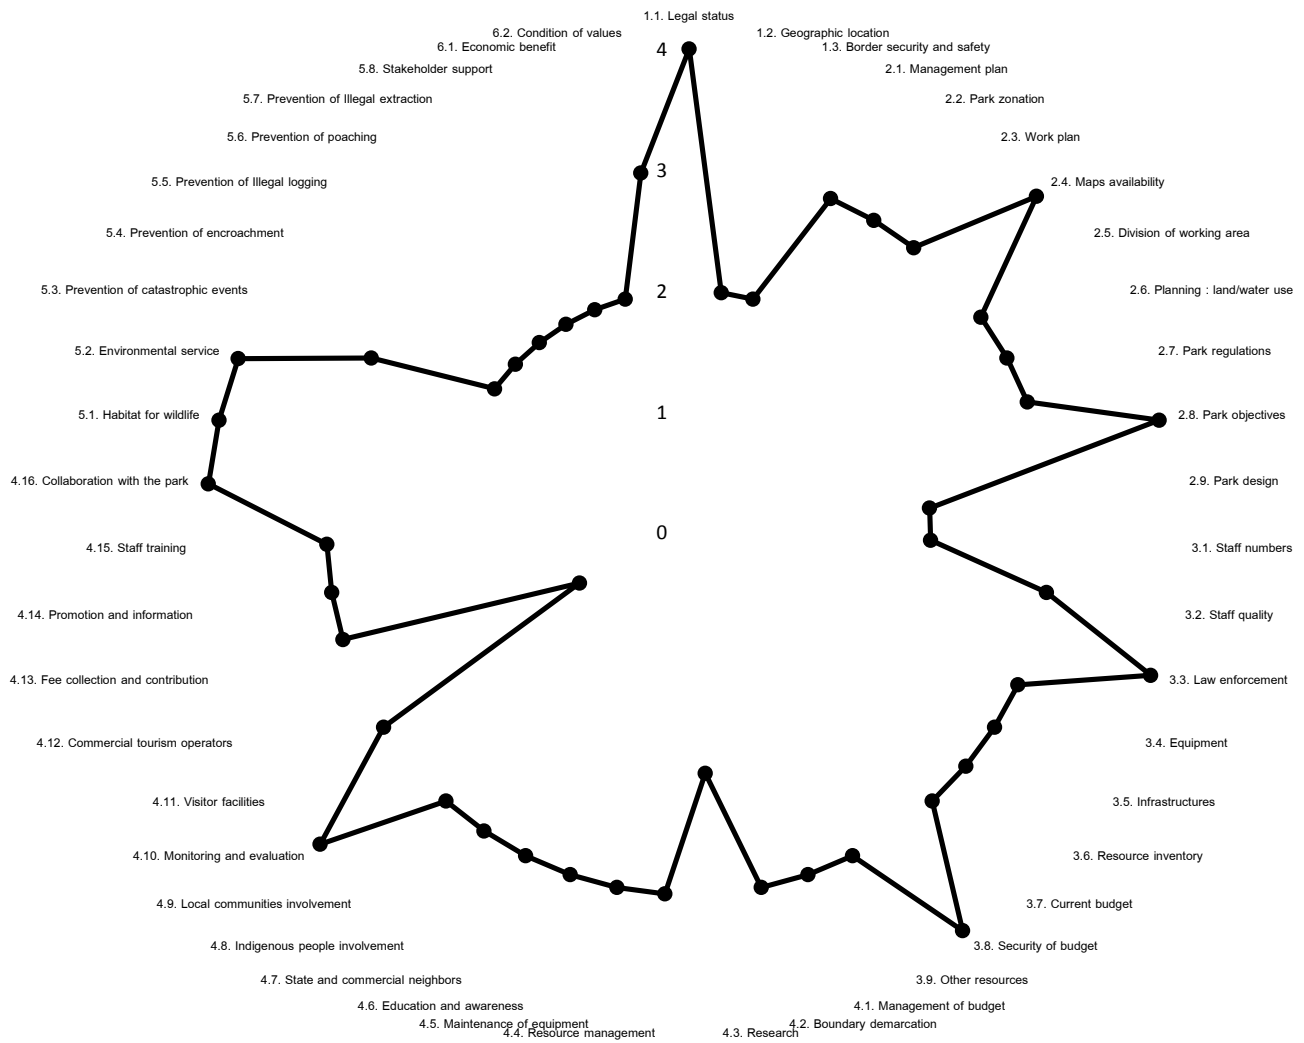 1.1. Legal status
1.2. Geographic location
1.3. Border security and safety
2.1. Management plan
2.2. Park zonation
2.3. Work plan
2.4. Maps availability
2.5. Division of working area
2.6. Planning : land/water use
2.7. Park regulations
2.8. Park objectives
2.9. Park design
3.1. Staff numbers
3.2. Staff quality
3.3. Law enforcement
3.4. Equipment
3.5. Infrastructures
3.6. Resource inventory
3.7. Current budget
3.8. Security of budget
3.9. Other resources
4.1. Management of budget
4.2. Boundary demarcation
4.3. Research
4.4. Resource management
4.5. Maintenance of equipment
4.6. Education and awareness
4.7. State and commercial neighbors
4.8. Indigenous people involvement
4.9. Local communities involvement
4.10. Monitoring and evaluation
4.11. Visitor facilities
4.12. Commercial tourism operators
4.13. Fee collection and contribution
4.14. Promotion and information
4.15. Staff training
4.16. Collaboration with the park
5.1. Habitat for wildlife
5.2. Environmental service
5.3. Prevention of catastrophic events
5.4. Prevention of encroachment
5.5. Prevention of Illegal logging
5.6. Prevention of poaching
5.7. Prevention of Illegal extraction
5.8. Stakeholder support
6.1. Economic benefit
6.2. Condition of values
4
3
2
1
0